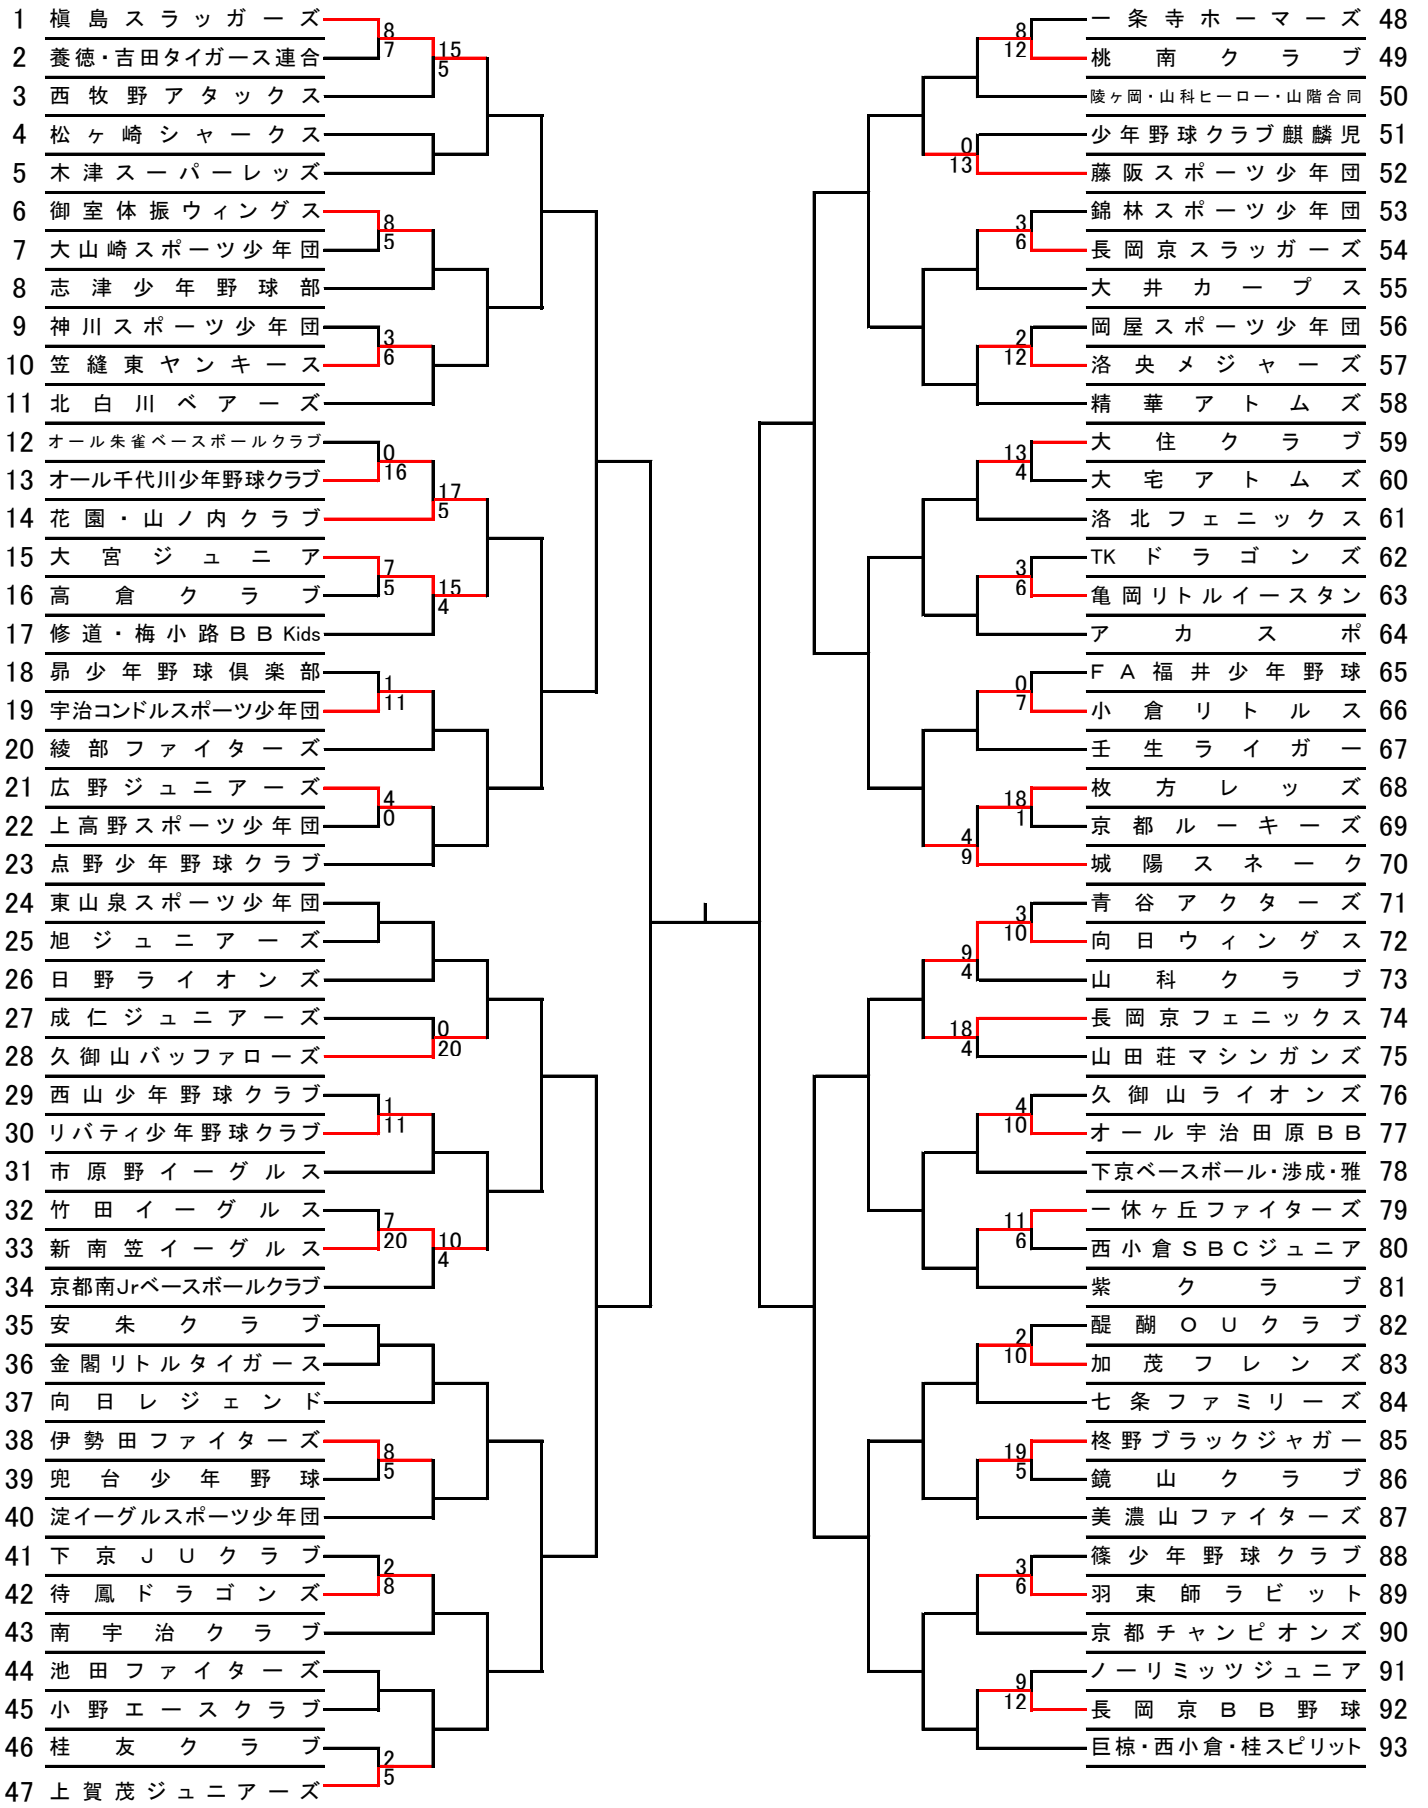 1 槇島スラッガーズ
8
7
2 養徳・吉田タイガース連合
15
5
3 西牧野アタックス
4 松ヶ崎シャークス
5 木津スーパーレッズ
6 御室体振ウィングス
8
5
7 大山崎スポーツ少年団
8 志津少年野球部
9 神川スポーツ少年団
3
6
10 笠縫東ヤンキース
11 北白川ベアーズ
12 オール朱雀ベースボールクラブ
0
16
13 オール千代川少年野球クラブ
17
5
14 花園・山ノ内クラブ
15 大宮ジュニア
7
5
16 高倉クラブ
15
4
17 修道・梅小路BBKids
18 昴少年野球倶楽部
1
11
19 宇治コンドルスポーツ少年団
20 綾部ファイターズ
21 広野ジュニアーズ
4
0
22 上高野スポーツ少年団
23 点野少年野球クラブ
24 東山泉スポーツ少年団
25 旭ジュニアーズ
26 日野ライオンズ
27 成仁ジュニアーズ
0
20
28 久御山バッファローズ
29 西山少年野球クラブ
1
11
30 リバティ少年野球クラブ
31 市原野イーグルス
32 竹田イーグルス
7
20
33 新南笠イーグルス
10
4
34 京都南Jrベースボールクラブ
35 安朱クラブ
36 金閣リトルタイガース
37 向日レジェンド
38 伊勢田ファイターズ
8
5
39 兜台少年野球
40 淀イーグルスポーツ少年団
41 下京JUクラブ
2
8
42 待鳳ドラゴンズ
43 南宇治クラブ
44 池田ファイターズ
45 小野エースクラブ
46 桂友クラブ
2
5
47 上賀茂ジュニアーズ
一条寺ホーマーズ 48
8
12
桃南クラブ 49
陵ヶ岡・山科ヒーロー・山階合同 50
少年野球クラブ麒麟児 51
0
13
藤阪スポーツ少年団 52
錦林スポーツ少年団 53
3
6
長岡京スラッガーズ 54
大井カープス 55
岡屋スポーツ少年団 56
2
12
洛央メジャーズ 57
精華アトムズ 58
大住クラブ 59
13
4
大宅アトムズ 60
洛北フェニックス 61
TKドラゴンズ 62
3
6
亀岡リトルイースタン 63
アカスポ 64
FA福井少年野球 65
0
7
小倉リトルス 66
壬生ライガー 67
枚方レッズ 68
18
1
京都ルーキーズ 69
4
9
城陽スネーク 70
青谷アクターズ 71
3
10
向日ウィングス 72
9
4
山科クラブ 73
長岡京フェニックス 74
18
4
山田荘マシンガンズ 75
久御山ライオンズ 76
4
10
オール宇治田原BB 77
下京ベースボール・渉成・雅 78
一休ヶ丘ファイターズ 79
11
6
西小倉SBCジュニア 80
紫クラブ 81
醍醐OUクラブ 82
2
10
加茂フレンズ 83
七条ファミリーズ 84
柊野ブラックジャガー 85
19
5
鏡山クラブ 86
美濃山ファイターズ 87
篠少年野球クラブ 88
3
6
羽束師ラビット 89
京都チャンピオンズ 90
ノーリミッツジュニア 91
9
12
長岡京BB野球 92
巨椋・西小倉・桂スピリット 93